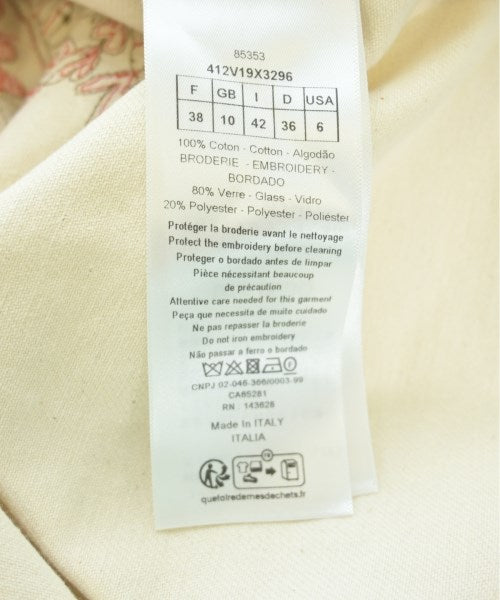 85353
412V19X3296
F GB I D USA
38 10 42 36 6
100% Coton - Cotton - Algodão
BRODERIE - EMBROIDERY -
BORDADO
80% Verre - Glass - Vidro
20% Polyester - Polyester - Poliéster
Protéger la broderie avant le nettoyage
Protect the embroidery before cleaning
Proteger o bordado antes de limpar
Pièce nécessitant beaucoup
de précaution
Attentive care needed for this garment
Peça que necessita de muito cuidado
Ne pas repasser la broderie
Do not iron embroidery
Não passar a ferro o bordado
CNPJ 02-046-366/0003-99
CA85281
RN 143628
Made In ITALY
ITALIA
quefairedemesdechets.fr